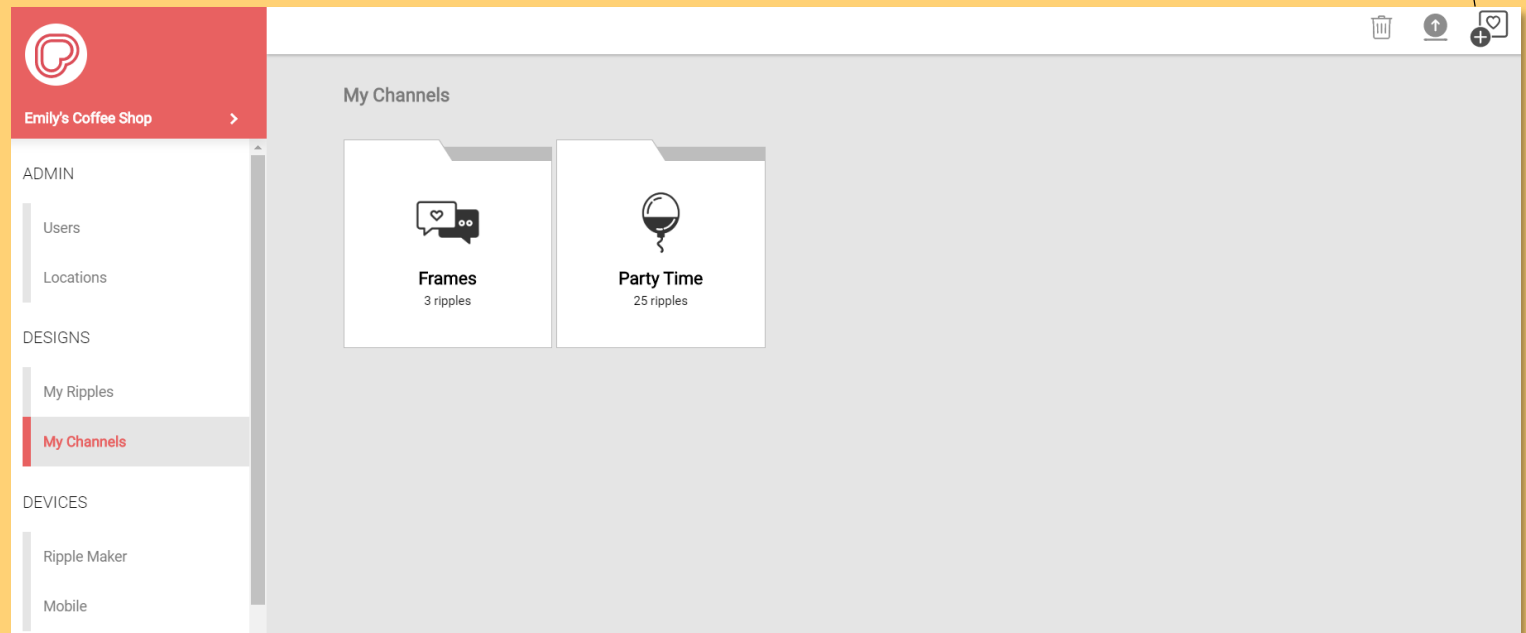 Emily's Coffee Shop
ADMIN
Users
Locations
DESIGNS
My Ripples
My Channels
DEVICES
Ripple Maker
Mobile
My Channels
Frames
3 ripples
Party Time
25 ripples